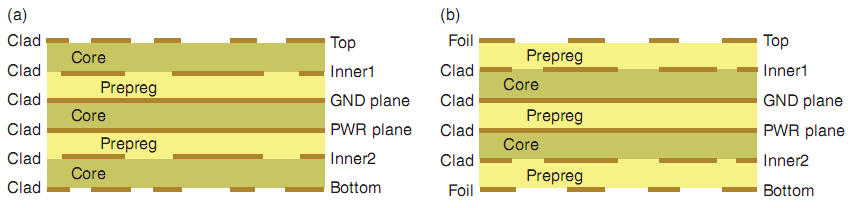 (a)
Clad Top
Core
Clad Inner1
Prepreg
Clad GND plane
Core
Clad PWR plane
Prepreg
Clad Inner2
Core
Clad Bottom
(b)
Foil Top
Prepreg
Clad Inner1
Core
Clad GND plane
Prepreg
Clad PWR plane
Core
Clad Inner2
Prepreg
Foil Bottom